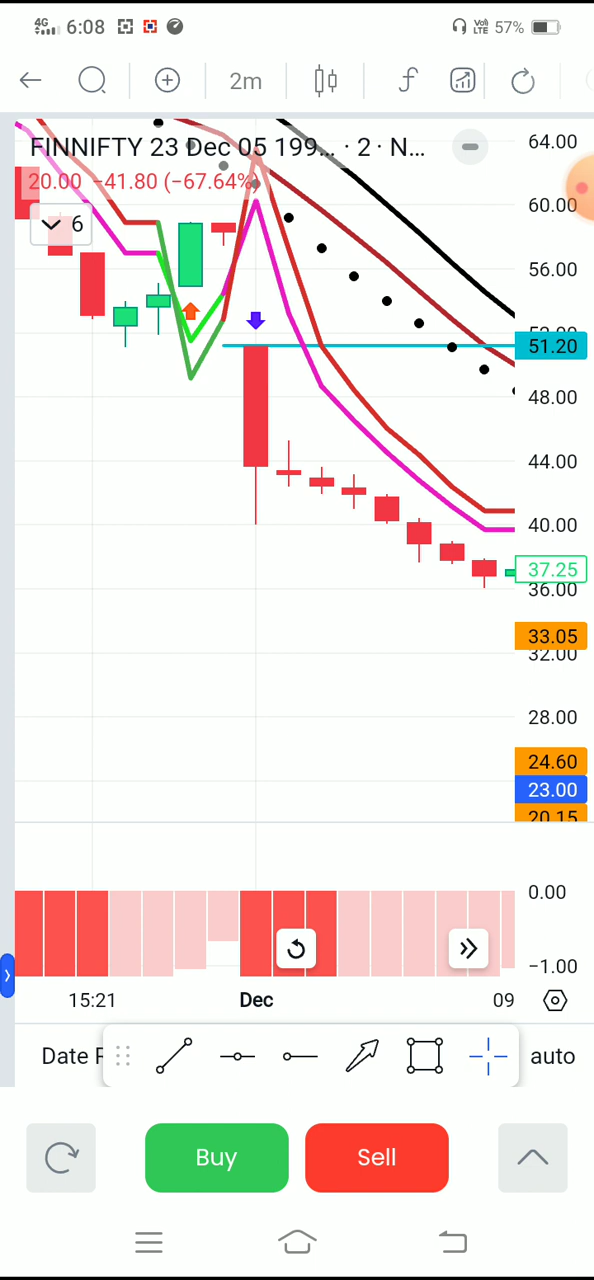 4G 6:08 Vo) LTE 57%
2m
FINNIFTY 23 Dec 05 199... · 2 · N...
20.00 −41.80 (−67.64%)
6
64.00
60.00
56.00
51.20
48.00
44.00
40.00
37.25
36.00
33.05
32.00
28.00
24.60
23.00
20.15
0.00
−1.00
15:21 Dec 09
Date auto
Buy Sell